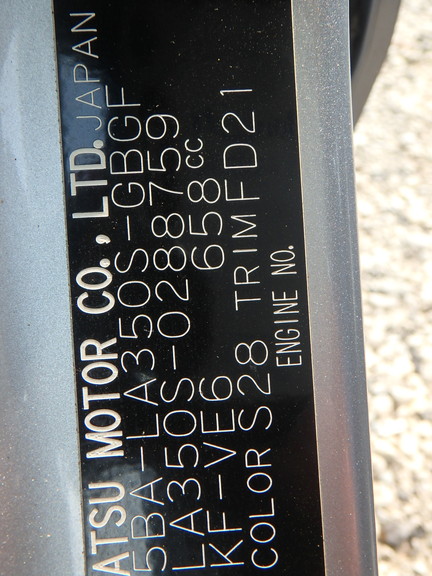 ATSU MOTOR CO., LTD. JAPAN
5BA-LA350S-GBGF
LA350S-0288759
KF-VE6 658cc
COLOR S28 TRIM FD21
ENGINE NO.